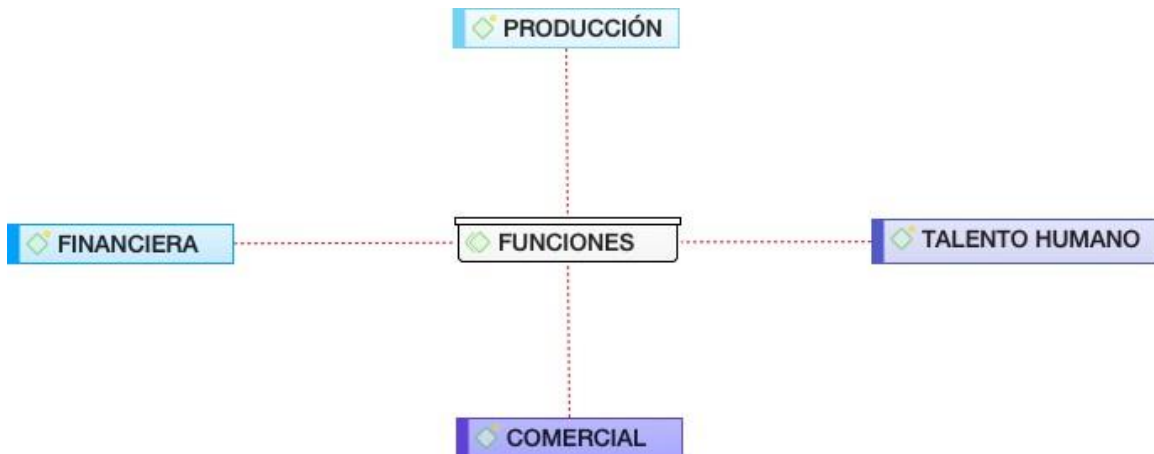 PRODUCCIÓN
FINANCIERA
FUNCIONES
TALENTO HUMANO
COMERCIAL